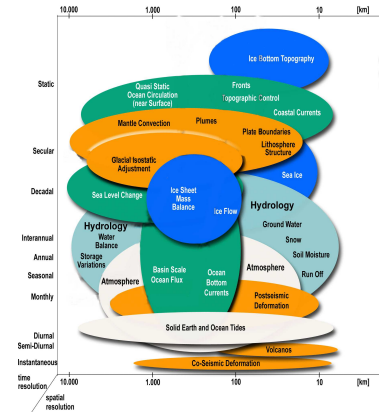 10.000 1.000 100 10 [km]
Ice Bottom Topography
Static
Quasi Static
Ocean Circulation
(near Surface)
Fronts
Topographic Control
Coastal Currents
Mantle Convection
Plumes
Plate Boundaries
Lithosphere
Structure
Secular
Glacial Isostatic
Adjustment
Sea Ice
Decadal
Sea Level Change
Ice Sheet
Mass
Balance
Ice Flow
Hydrology
Hydrology
Water
Balance
Ground Water
Snow
Interannual
Annual
Storage
Variations
Soil Moisture
Seasonal
Atmosphere
Basin Scale
Ocean Flux
Ocean
Bottom
Currents
Atmosphere
Run Off
Monthly
Postseismic
Deformation
Solid Earth and Ocean Tides
Diurnal
Semi-Diurnal
Volcanos
Instantaneous
Co-Seismic Deformation
time
resolution
10.000 1.000 100 10 [km]
spatial
resolution